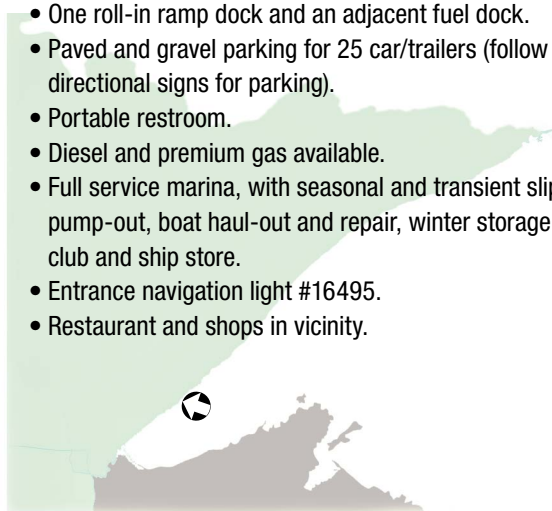 • One roll-in ramp dock and an adjacent fuel dock.
• Paved and gravel parking for 25 car/trailers (follow
directional signs for parking).
• Portable restroom.
• Diesel and premium gas available.
• Full service marina, with seasonal and transient
pump-out, boat haul-out and repair, winter storage
club and ship store.
• Entrance navigation light #16495.
• Restaurant and shops in vicinity.